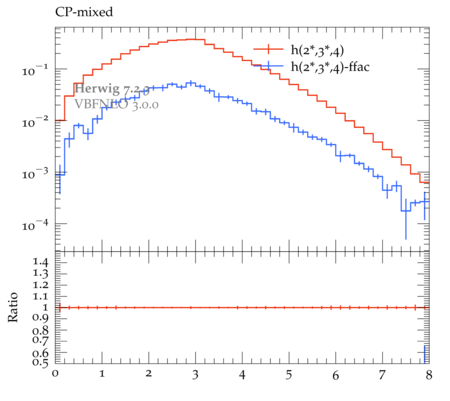 CP-mixed
h(2*,3*,4)
h(2*,3*,4)-ffac
Herwig 7.2.3
VBFNLO 3.0.0
10⁻¹
10⁻²
10⁻³
10⁻⁴
Ratio
1.4
1.3
1.2
1.1
1
0.9
0.8
0.7
0.6
0.5
0 1 2 3 4 5 6 7 8